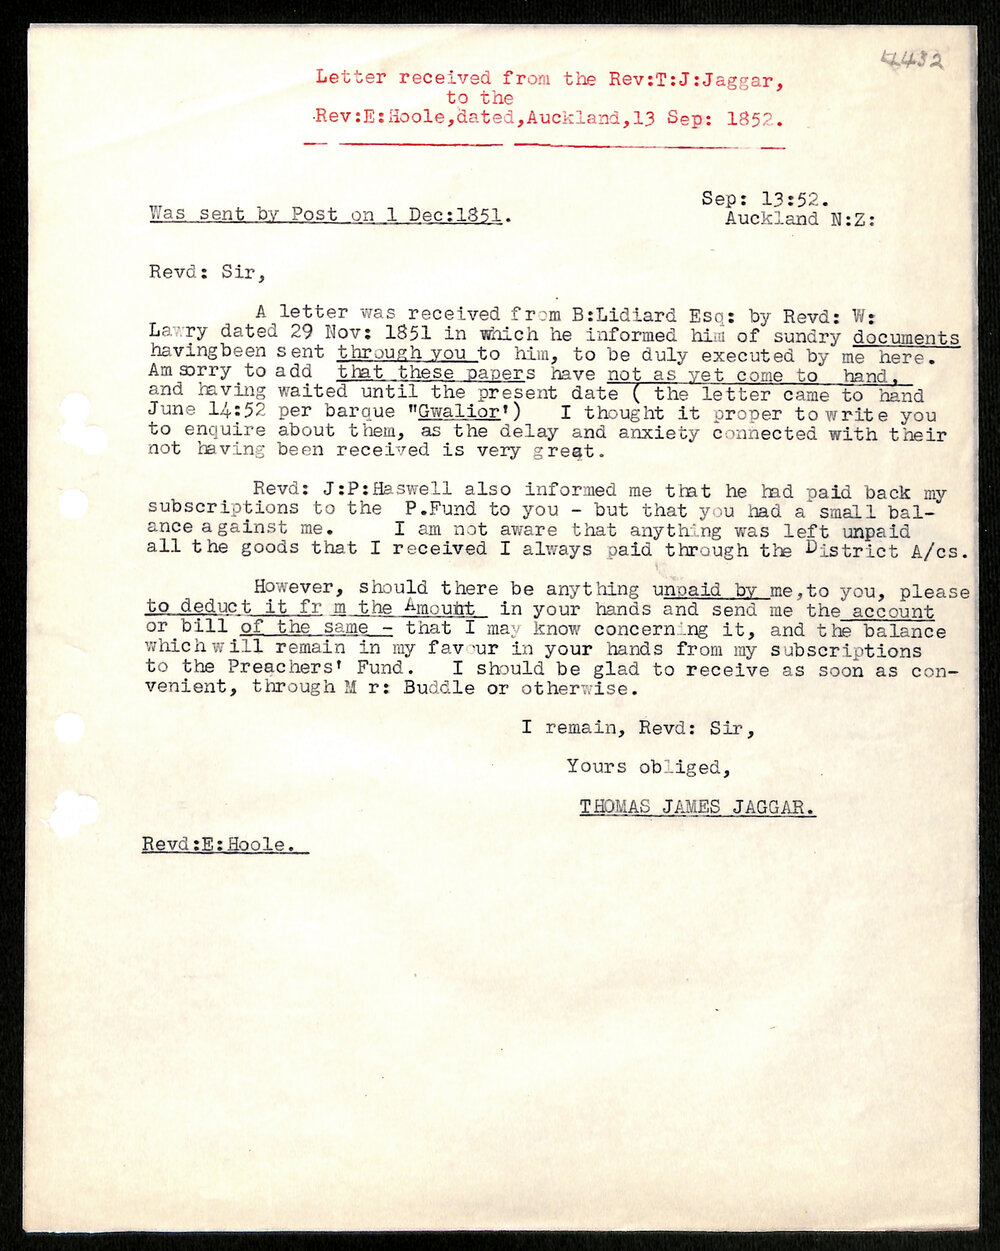 4432
Letter received from the Rev:T:J:Jaggar,
to the
Rev:E:Hoole,dated,Auckland,13 Sep: 1852.
Sep: 13:52.
Was sent by Post on 1 Dec:1851.
Auckland N:Z:
Revd: Sir,
A letter was received from B:Lidiard Esq: by Revd: W:
Lawry dated 29 Nov: 1851 in which he informed him of sundry documents
havingbeen sent through you to him, to be duly executed by me here.
Am sorry to add that these papers have not as yet come to hand,
and having waited until the present date ( the letter came to hand
June 14:52 per barque "Gwalior') I thought it proper to write you
to enquire about them, as the delay and anxiety connected with their
not having been received is very great.
Revd: J:P:Haswell also informed me that he had paid back my
subscriptions to the P.Fund to you - but that you had a small bal-
ance against me. I am not aware that anything was left unpaid
all the goods that I received I always paid through the District A/cs.
However, should there be anything unpaid by me,to you, please
to deduct it fr m the Amount in your hands and send me the account
or bill of the same - that I may know concerning it, and the balance
which will remain in my favour in your hands from my subscriptions
to the Preachers' Fund. I should be glad to receive as soon as con-
venient, through M r: Buddle or otherwise.
I remain, Revd: Sir,
Yours obliged,
THOMAS JAMES JAGGAR.
Revd:E:Hoole.